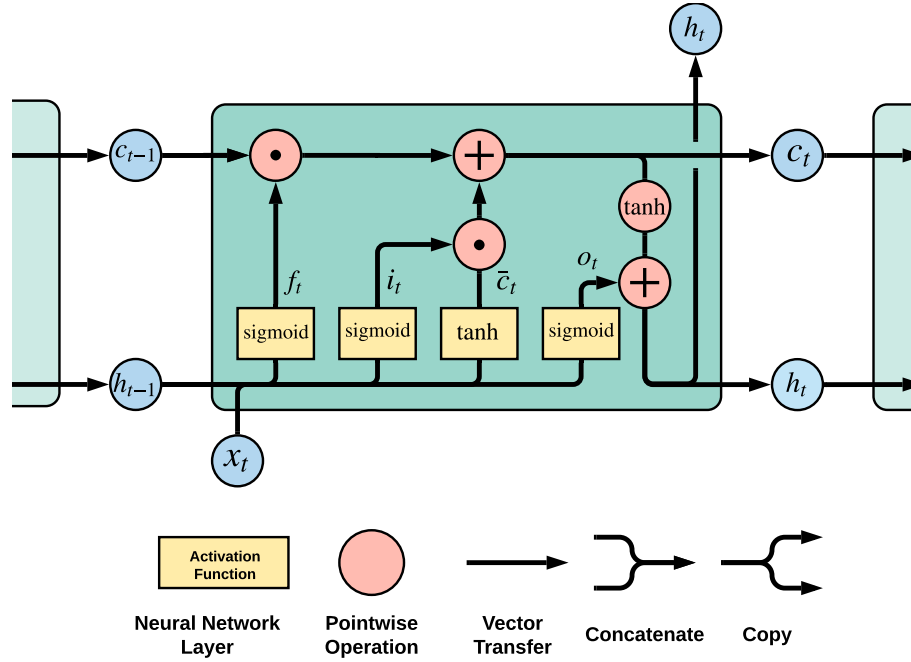 h_t
c_{t-1}
c_t
tanh
o_t
f_t
i_t
c̄_t
sigmoid
sigmoid
tanh
sigmoid
h_{t-1}
h_t
x_t
Activation
Function
Neural Network
Layer
Pointwise
Operation
Vector
Transfer
Concatenate
Copy